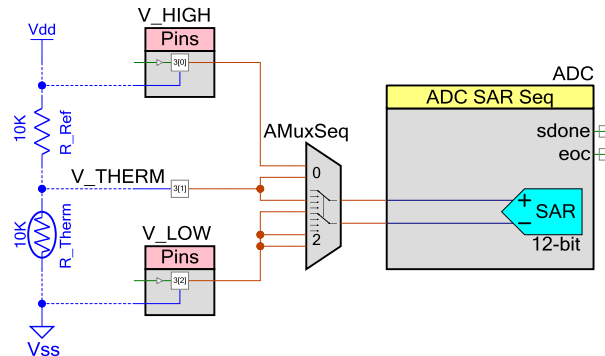 Vdd
V_HIGH
Pins
3[0]
10K
R_Ref
V_THERM
3[1]
10K
R_Therm
V_LOW
Pins
3[2]
Vss
AMuxSeq
0
2
ADC
ADC SAR Seq
sdone
eoc
+
SAR
−
12-bit